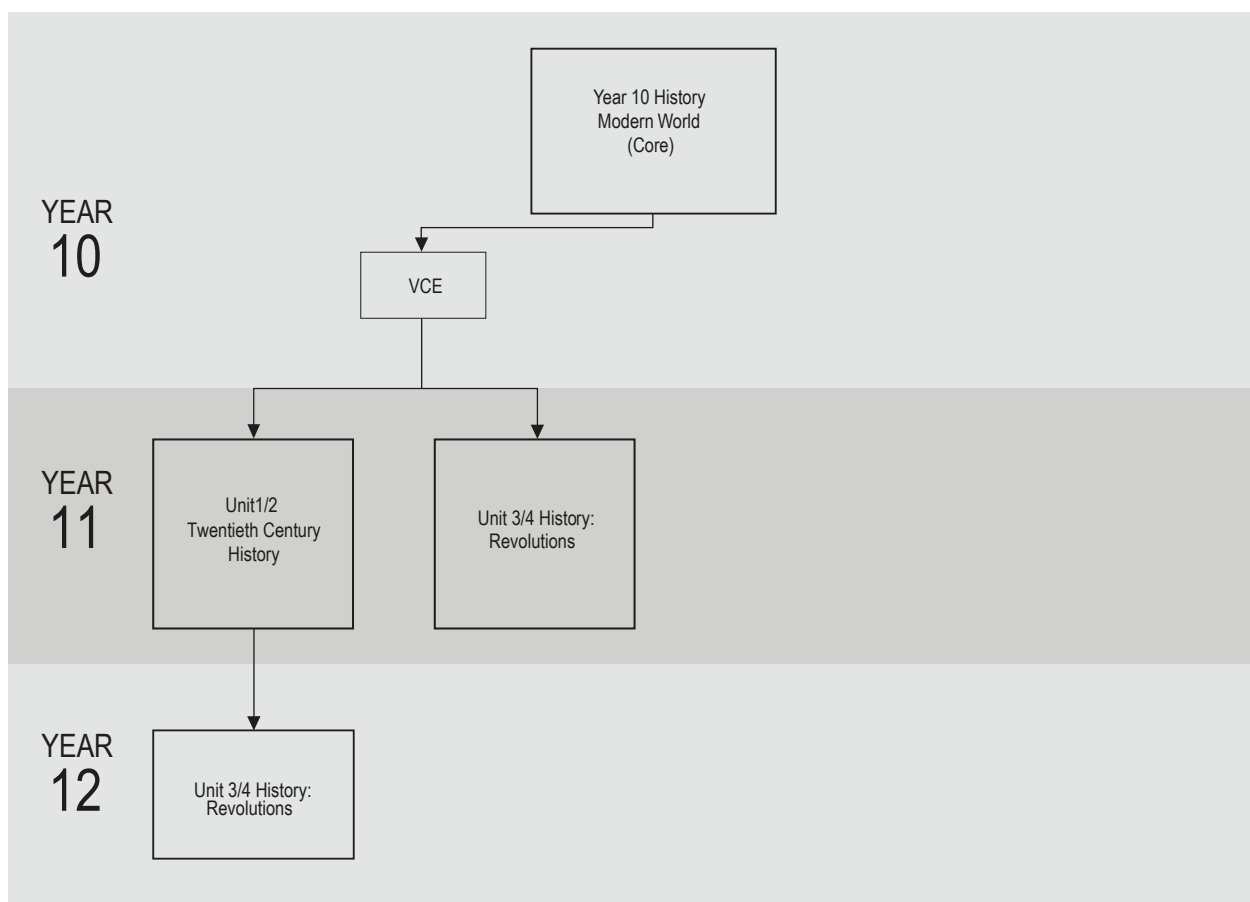 Year 10 History
Modern World
(Core)
YEAR
10
VCE
YEAR
11
Unit1/2
Twentieth Century
History
Unit 3/4 History:
Revolutions
YEAR
12
Unit 3/4 History:
Revolutions